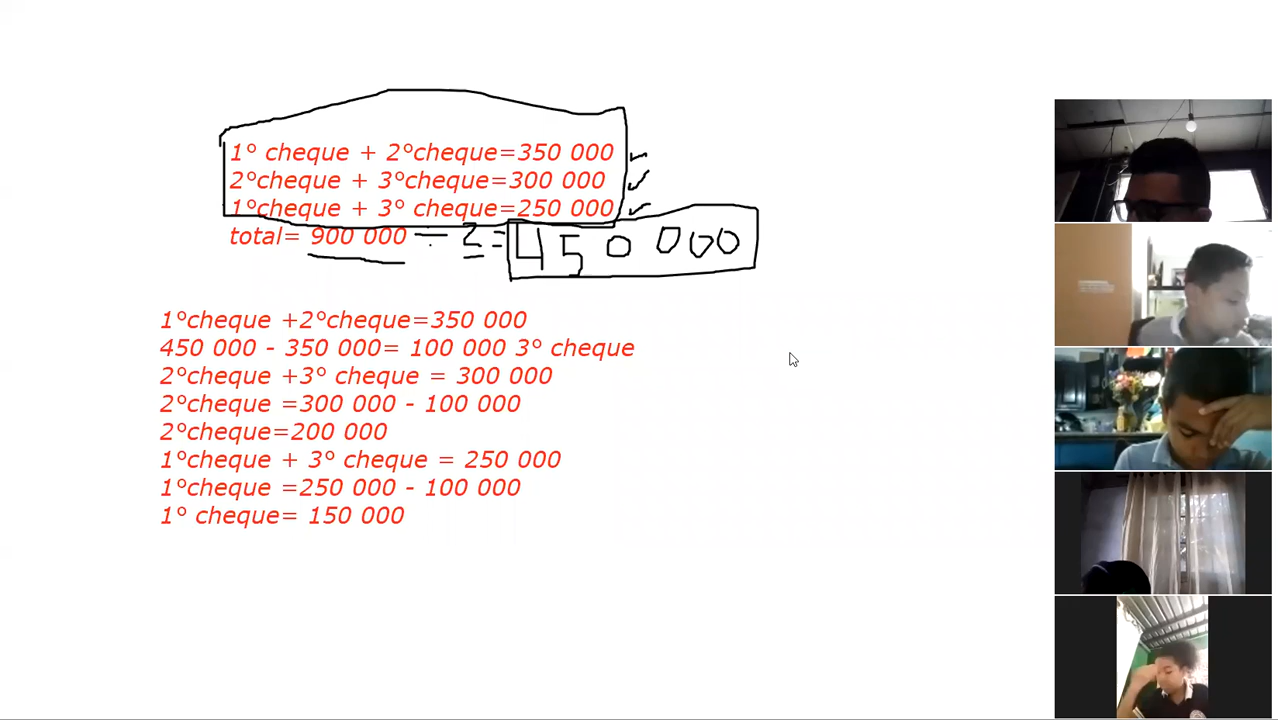 1° cheque + 2°cheque=350 000
2°cheque + 3°cheque=300 000
1°cheque + 3° cheque=250 000
total= 900 000 ÷ 2 = 450 000
1°cheque +2°cheque=350 000
450 000 - 350 000= 100 000 3° cheque
2°cheque +3° cheque = 300 000
2°cheque =300 000 - 100 000
2°cheque=200 000
1°cheque + 3° cheque = 250 000
1°cheque =250 000 - 100 000
1° cheque= 150 000